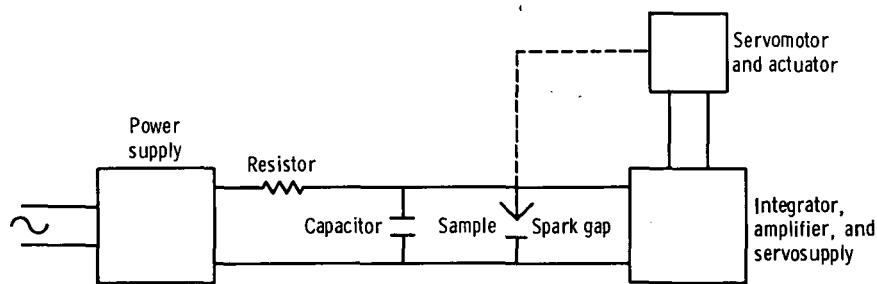 Servomotor
and actuator
Power
supply
Resistor
Capacitor
Sample
Spark gap
Integrator,
amplifier, and
servosupply